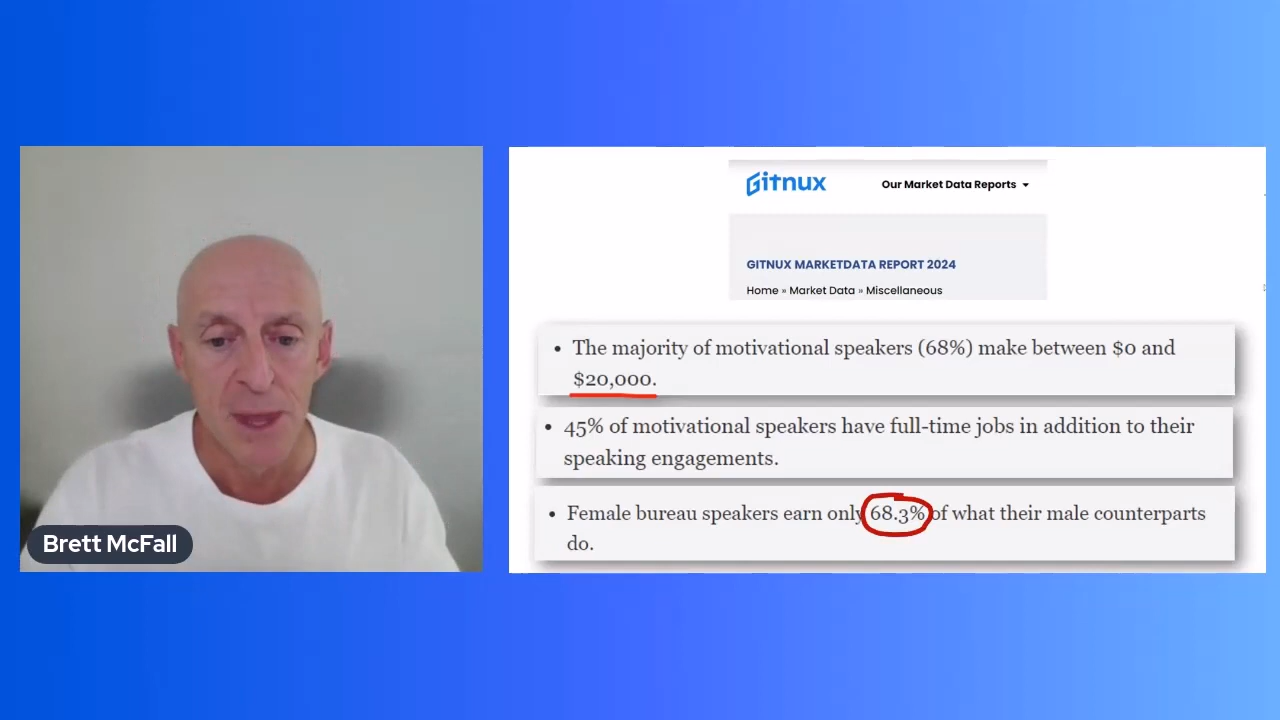 Gitnux
Our Market Data Reports
GITNUX MARKETDATA REPORT 2024
Home » Market Data » Miscellaneous
• The majority of motivational speakers (68%) make between $0 and
$20,000.
• 45% of motivational speakers have full-time jobs in addition to their
speaking engagements.
• Female bureau speakers earn only 68.3% of what their male counterparts
do.
Brett McFall